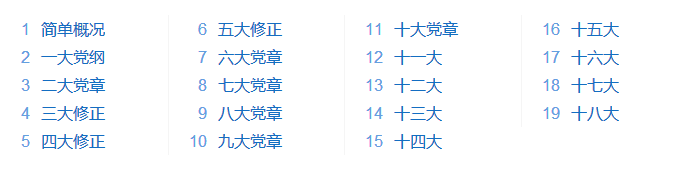 1 简单概况
2 一大党纲
3 二大党章
4 三大修正
5 四大修正
6 五大修正
7 六大党章
8 七大党章
9 八大党章
10 九大党章
11 十大党章
12 十一大
13 十二大
14 十三大
15 十四大
16 十五大
17 十六大
18 十七大
19 十八大